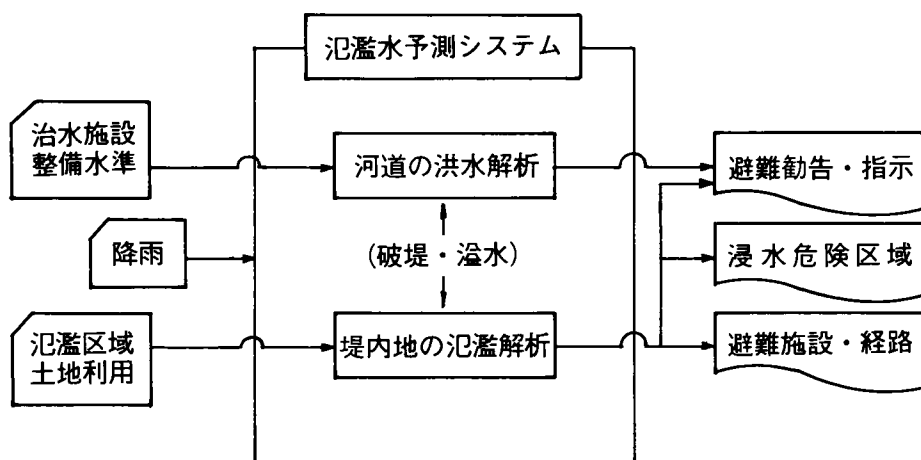 氾濫水予測システム
治水施設
整備水準
河道の洪水解析
避難勧告・指示
降雨
(破堤・溢水)
浸水危険区域
氾濫区域
土地利用
堤内地の氾濫解析
避難施設・経路